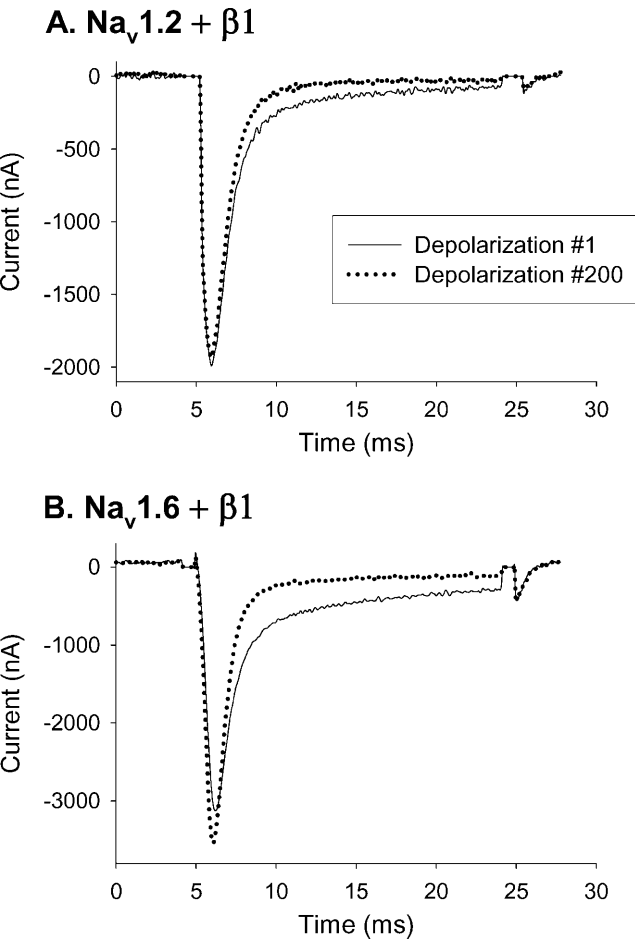 A. Nav1.2 + β1
0
-500
-1000
-1500
-2000
Current (nA)
Depolarization #1
Depolarization #200
0 5 10 15 20 25 30
Time (ms)
B. Nav1.6 + β1
0
-1000
-2000
-3000
Current (nA)
0 5 10 15 20 25 30
Time (ms)